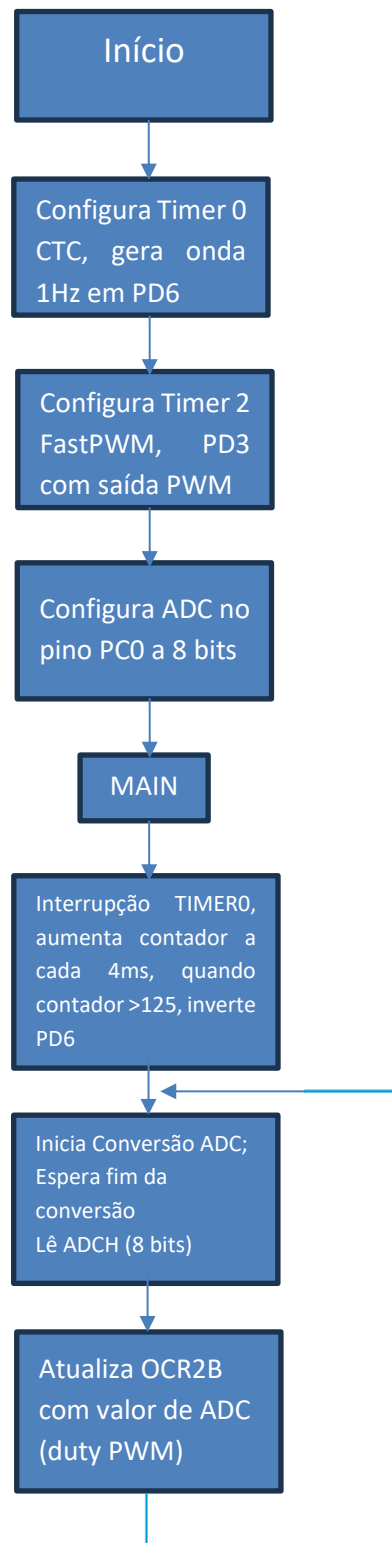 Início
Configura Timer 0
CTC, gera onda
1Hz em PD6
Configura Timer 2
FastPWM, PD3
com saída PWM
Configura ADC no
pino PC0 a 8 bits
MAIN
Interrupção TIMER0,
aumenta contador a
cada 4ms, quando
contador >125, inverte
PD6
Inicia Conversão ADC;
Espera fim da
conversão
Lê ADCH (8 bits)
Atualiza OCR2B
com valor de ADC
(duty PWM)